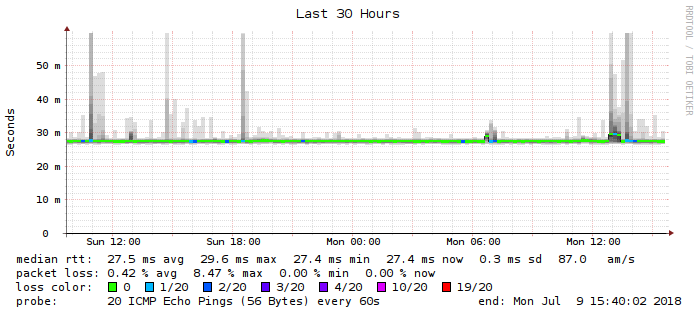 Last 30 Hours
RRDTOOL / TOBI OETIKER
Seconds
50 m
40 m
30 m
20 m
10 m
0
Sun 12:00 Sun 18:00 Mon 00:00 Mon 06:00 Mon 12:00
median rtt: 27.5 ms avg 29.6 ms max 27.4 ms min 27.4 ms now 0.3 ms sd 87.0 am/s
packet loss: 0.42 % avg 8.47 % max 0.00 % min 0.00 % now
loss color: 0 1/20 2/20 3/20 4/20 10/20 19/20
probe: 20 ICMP Echo Pings (56 Bytes) every 60s end: Mon Jul 9 15:40:02 2018